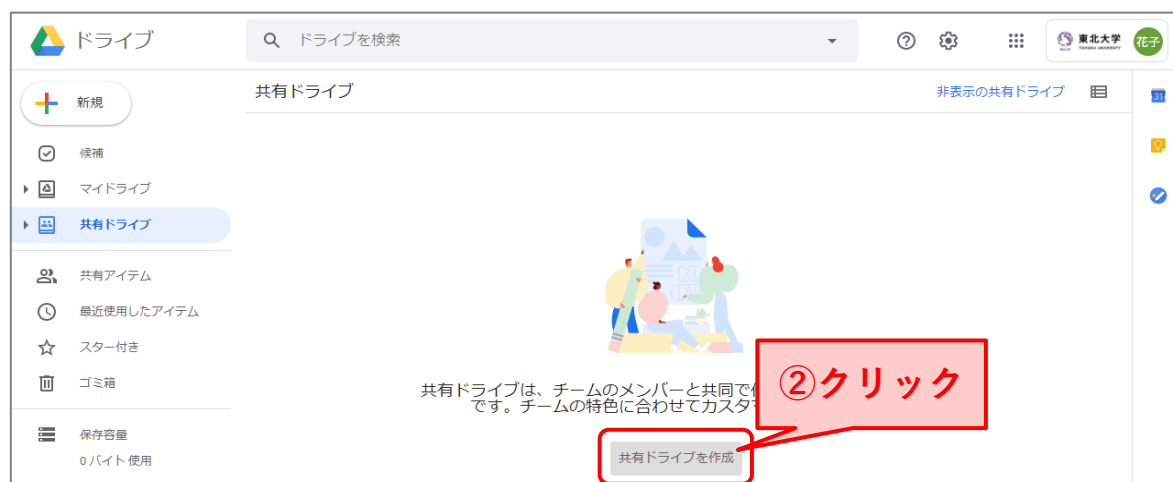 ドライブ
ドライブを検索
東北大学
TOHOKU UNIVERSITY
花子
新規
共有ドライブ
非表示の共有ドライブ
31
候補
マイドライブ
共有ドライブ
共有アイテム
最近使用したアイテム
スター付き
ゴミ箱
②クリック
共有ドライブは、チームのメンバーと共同で
です。チームの特色に合わせてカスタ
保存容量
0 バイト使用
共有ドライブを作成